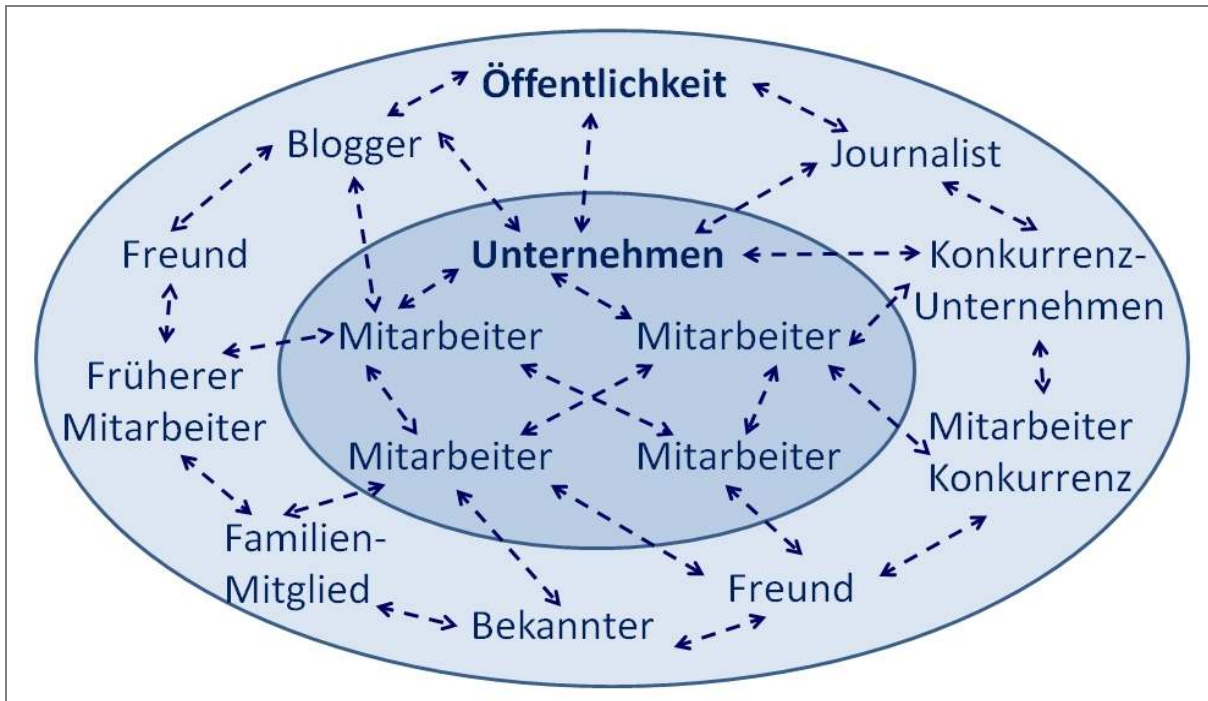 Öffentlichkeit
Blogger
Journalist
Freund
Unternehmen
Konkurrenz-
Unternehmen
Mitarbeiter
Mitarbeiter
Früherer
Mitarbeiter
Mitarbeiter
Mitarbeiter
Mitarbeiter
Konkurrenz
Familien-
Mitglied
Freund
Bekannter